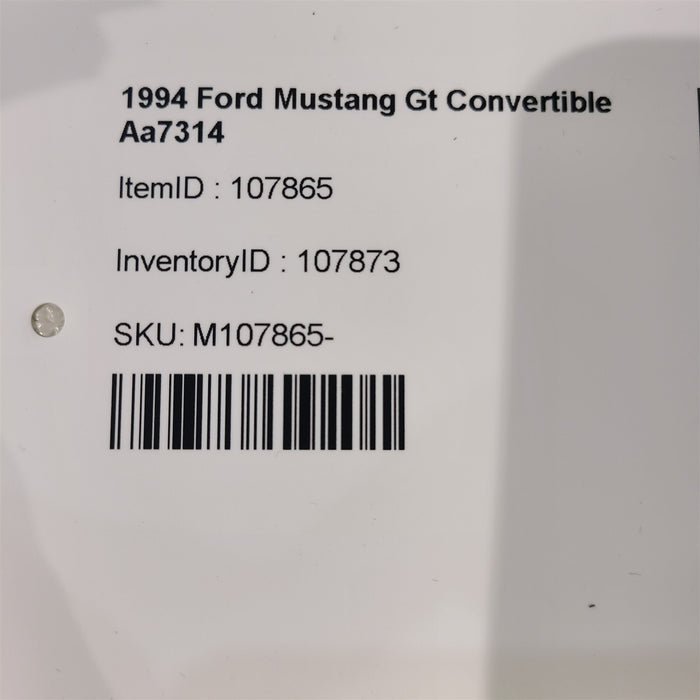 1994 Ford Mustang Gt Convertible
Aa7314
ItemID : 107865
InventoryID : 107873
SKU: M107865-